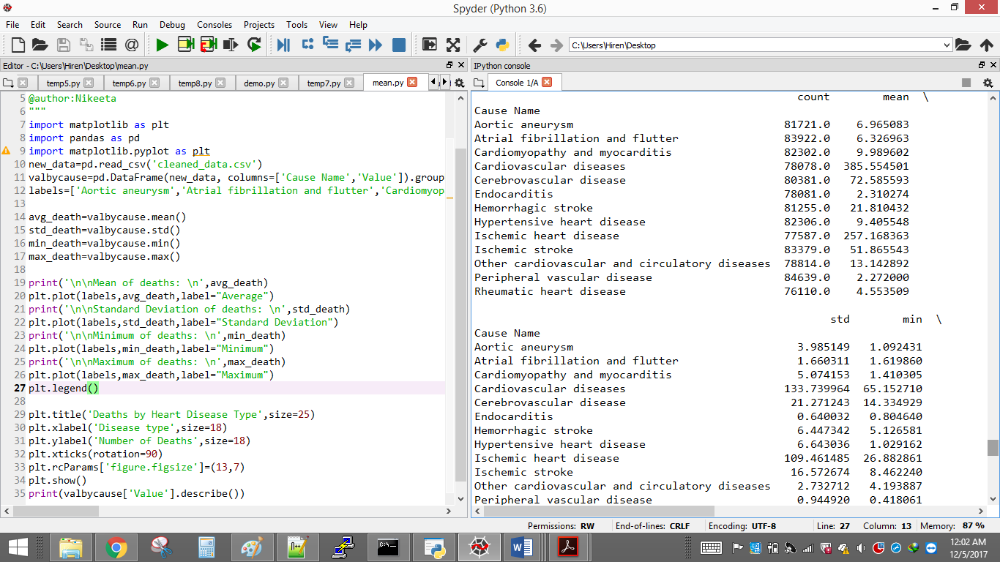 Spyder (Python 3.6)
File Edit Search Source Run Debug Consoles Projects Tools View Help
C:\Users\Hiren\Desktop
Editor - C:\Users\Hiren\Desktop\mean.py
temp5.py temp6.py temp8.py demo.py temp7.py mean.py
5 @author:Nikeeta
6 """
7 import matplotlib as plt
8 import pandas as pd
9 import matplotlib.pyplot as plt
10 new_data=pd.read_csv('cleaned_data.csv')
11 valbycause=pd.DataFrame(new_data, columns=['Cause Name','Value']).group
12 labels=['Aortic aneurysm','Atrial fibrillation and flutter','Cardiomyop
13
14 avg_death=valbycause.mean()
15 std_death=valbycause.std()
16 min_death=valbycause.min()
17 max_death=valbycause.max()
18
19 print('\n\nMean of deaths: \n',avg_death)
20 plt.plot(labels,avg_death,label="Average")
21 print('\n\nStandard Deviation of deaths: \n',std_death)
22 plt.plot(labels,std_death,label="Standard Deviation")
23 print('\n\nMinimum of deaths: \n',min_death)
24 plt.plot(labels,min_death,label="Minimum")
25 print('\n\nMaximum of deaths: \n',max_death)
26 plt.plot(labels,max_death,label="Maximum")
27 plt.legend()
28
29 plt.title('Deaths by Heart Disease Type',size=25)
30 plt.xlabel('Disease type',size=18)
31 plt.ylabel('Number of Deaths',size=18)
32 plt.xticks(rotation=90)
33 plt.rcParams['figure.figsize']=(13,7)
34 plt.show()
35 print(valbycause['Value'].describe())
IPython console
Console 1/A
count mean \
Cause Name
Aortic aneurysm 81721.0 6.965083
Atrial fibrillation and flutter 83922.0 6.326963
Cardiomyopathy and myocarditis 82302.0 9.989602
Cardiovascular diseases 78078.0 385.554501
Cerebrovascular disease 80381.0 72.585593
Endocarditis 78081.0 2.310274
Hemorrhagic stroke 81255.0 21.810432
Hypertensive heart disease 82306.0 9.405548
Ischemic heart disease 77587.0 257.168363
Ischemic stroke 83379.0 51.865543
Other cardiovascular and circulatory diseases 78814.0 13.142892
Peripheral vascular disease 84639.0 2.272000
Rheumatic heart disease 76110.0 4.553509
std min \
Cause Name
Aortic aneurysm 3.985149 1.092431
Atrial fibrillation and flutter 1.660311 1.619860
Cardiomyopathy and myocarditis 5.074153 1.410305
Cardiovascular diseases 133.739964 65.152710
Cerebrovascular disease 21.271243 14.334929
Endocarditis 0.640032 0.804640
Hemorrhagic stroke 6.447342 5.126581
Hypertensive heart disease 6.643036 1.029162
Ischemic heart disease 109.461485 26.882861
Ischemic stroke 16.572674 8.462240
Other cardiovascular and circulatory diseases 2.732712 4.193887
Peripheral vascular disease 0.944920 0.418061
Permissions: RW End-of-lines: CRLF Encoding: UTF-8 Line: 27 Column: 13 Memory: 87 %
12:02 AM
12/5/2017